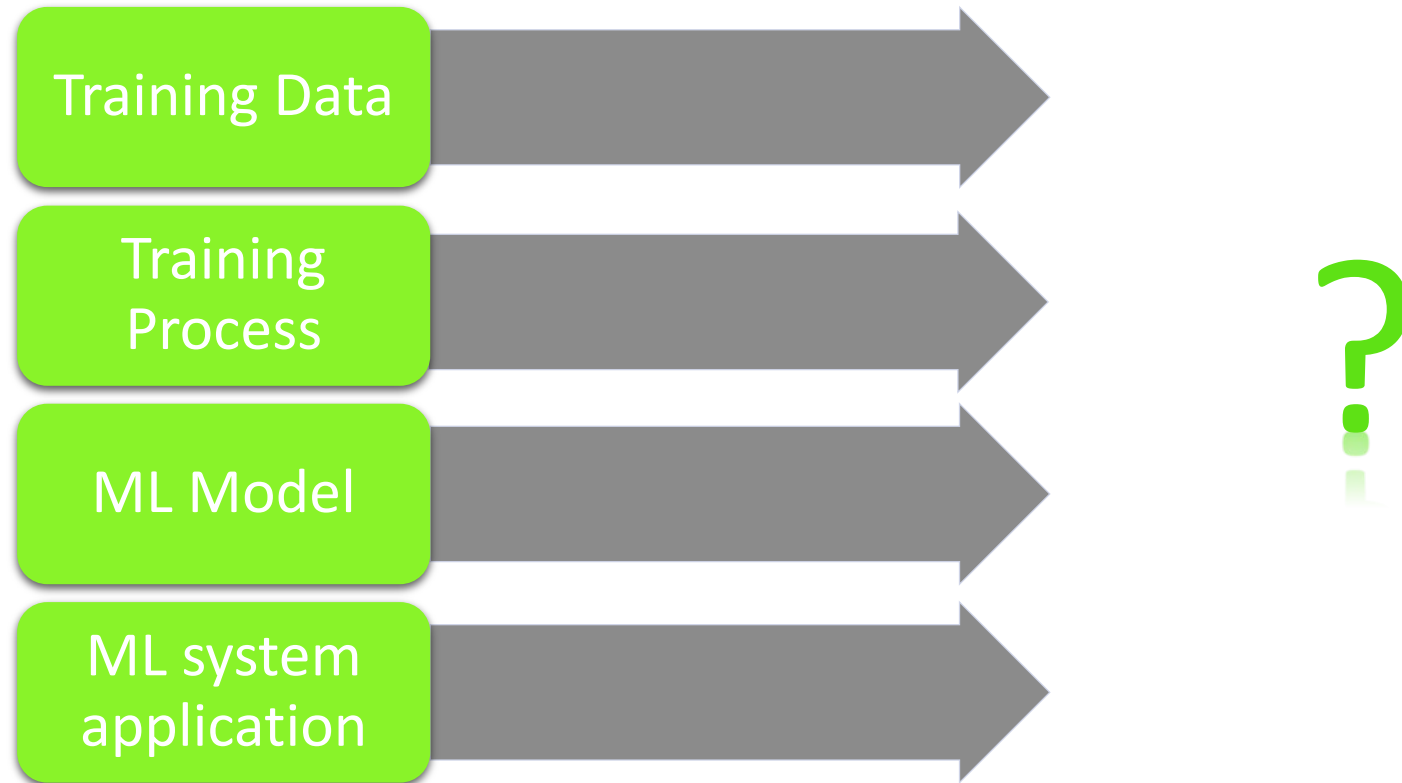 Training Data
Training
Process
?
ML Model
ML system
application